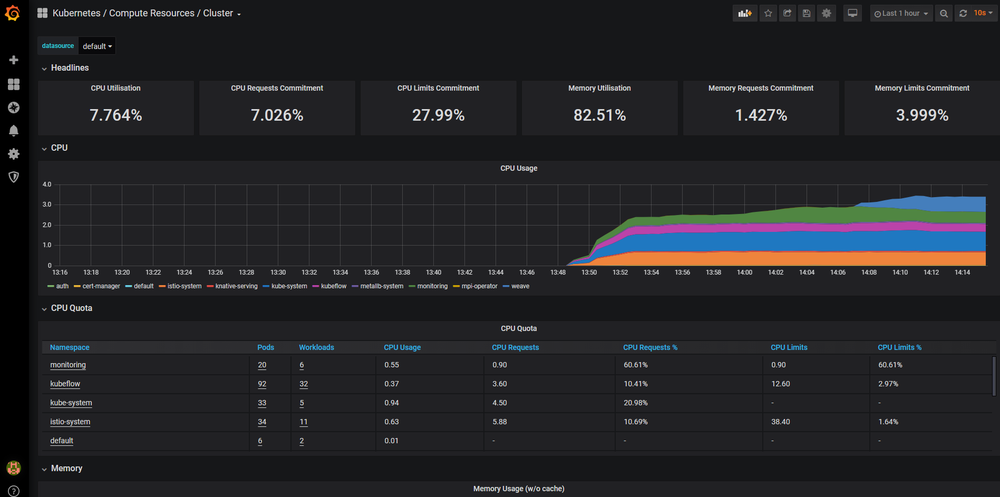 Kubernetes / Compute Resources / Cluster
Last 1 hour
10s
datasource default
Headlines
CPU Utilisation CPU Requests Commitment CPU Limits Commitment Memory Utilisation Memory Requests Commitment Memory Limits Commitment
7.764% 7.026% 27.99% 82.51% 1.427% 3.999%
CPU
CPU Usage
4.0
3.0
2.0
1.0
0
13:16 13:18 13:20 13:22 13:24 13:26 13:28 13:30 13:32 13:34 13:36 13:38 13:40 13:42 13:44 13:46 13:48 13:50 13:52 13:54 13:56 13:58 14:00 14:02 14:04 14:06 14:08 14:10 14:12 14:14
auth cert-manager default istio-system knative-serving kube-system kubeflow metallb-system monitoring mpi-operator weave
CPU Quota
CPU Quota
Namespace Pods Workloads CPU Usage CPU Requests CPU Requests % CPU Limits CPU Limits %
monitoring 20 6 0.55 0.90 60.61% 0.90 60.61%
kubeflow 92 32 0.37 3.60 10.41% 12.60 2.97%
kube-system 33 5 0.94 4.50 20.98% - -
istio-system 34 11 0.63 5.88 10.69% 38.40 1.64%
default 6 2 0.01 - - - -
Memory
Memory Usage (w/o cache)
?